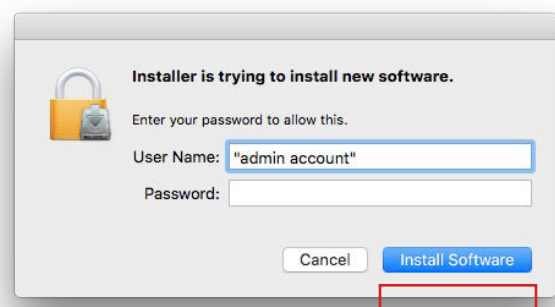 Installer is trying to install new software.
Enter your password to allow this.
User Name: "admin account"
Password:
Cancel Install Software